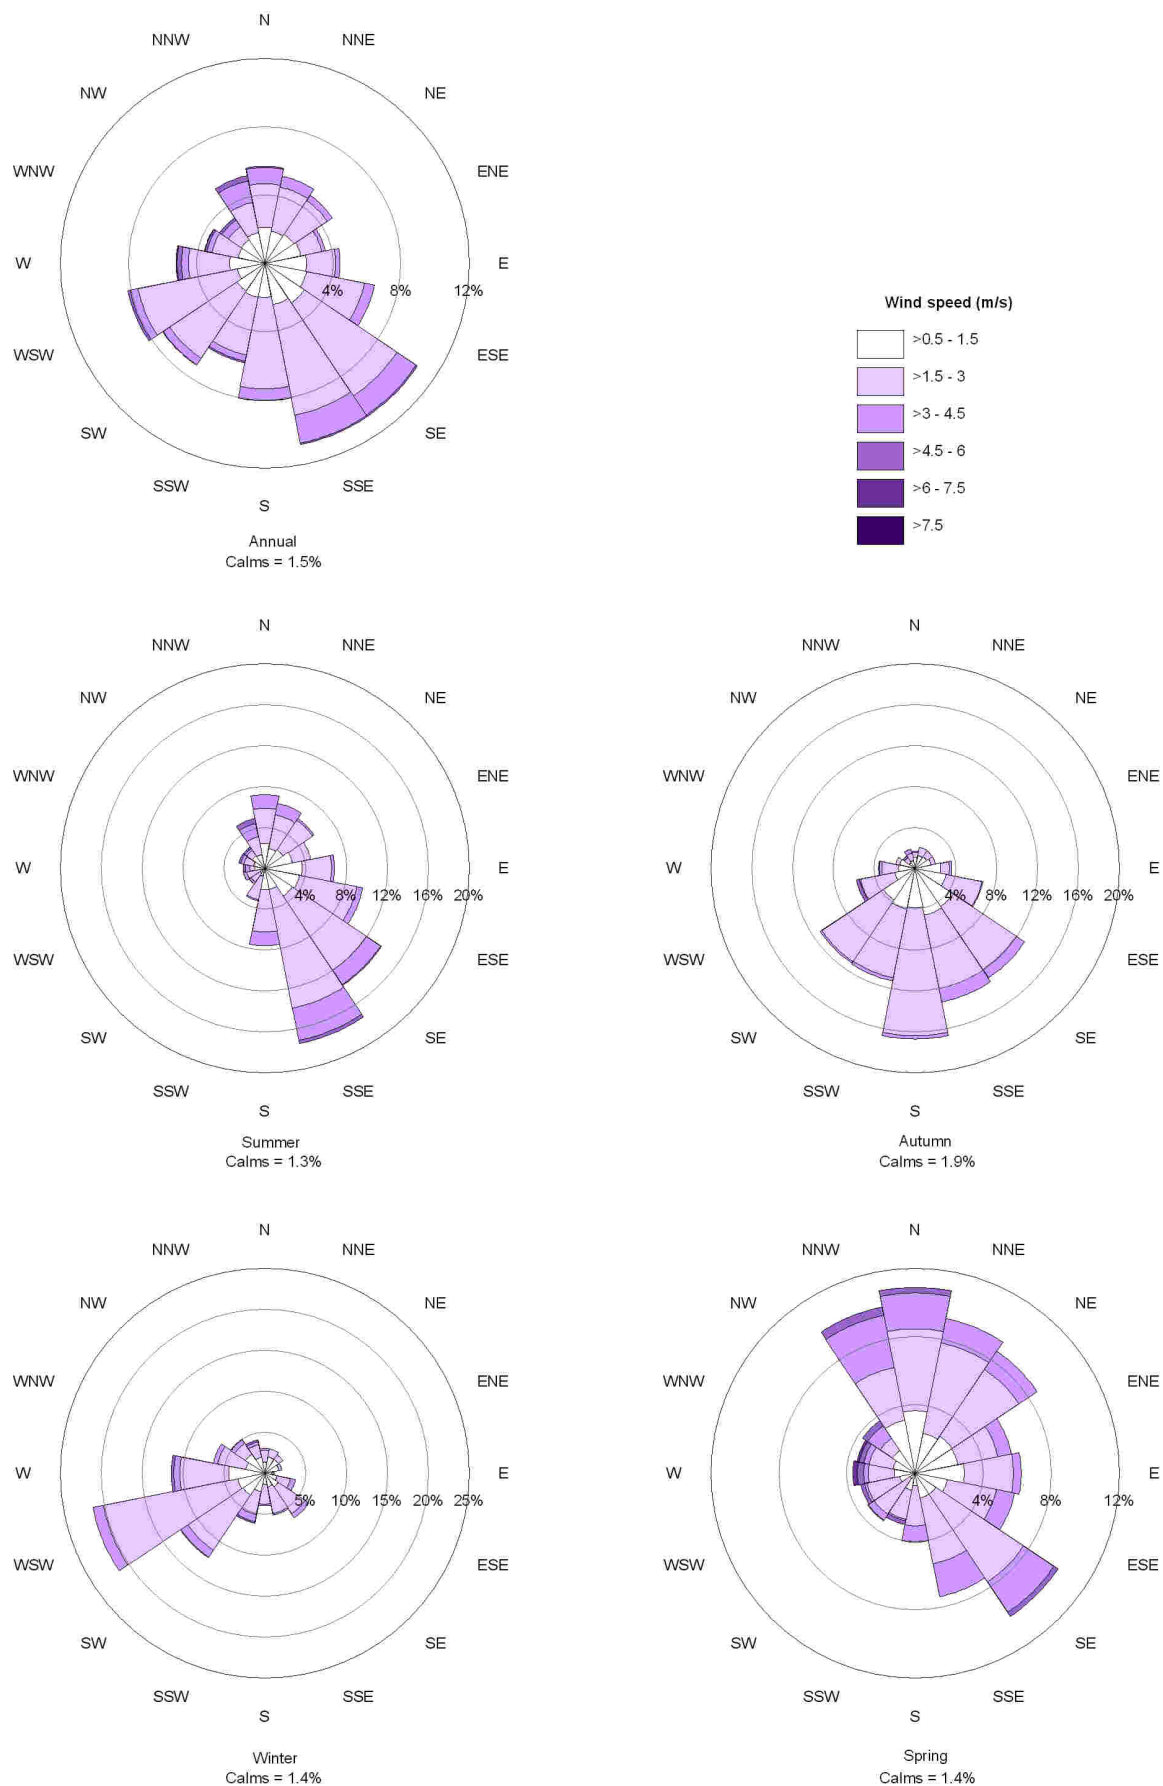 N
NNW NNE
NW NE
WNW ENE
W E
4% 8% 12%
WSW ESE
SW SE
SSW SSE
S
Annual
Calms = 1.5%
Wind speed (m/s)
>0.5 - 1.5
>1.5 - 3
>3 - 4.5
>4.5 - 6
>6 - 7.5
>7.5
N
NNW NNE
NW NE
WNW ENE
W E
4% 8% 12% 16% 20%
WSW ESE
SW SE
SSW SSE
S
Summer
Calms = 1.3%
N
NNW NNE
NW NE
WNW ENE
W E
4% 8% 12% 16% 20%
WSW ESE
SW SE
SSW SSE
S
Autumn
Calms = 1.9%
N
NNW NNE
NW NE
WNW ENE
W E
5% 10% 15% 20% 25%
WSW ESE
SW SE
SSW SSE
S
Winter
Calms = 1.4%
N
NNW NNE
NW NE
WNW ENE
W E
4% 8% 12%
WSW ESE
SW SE
SSW SSE
S
Spring
Calms = 1.4%